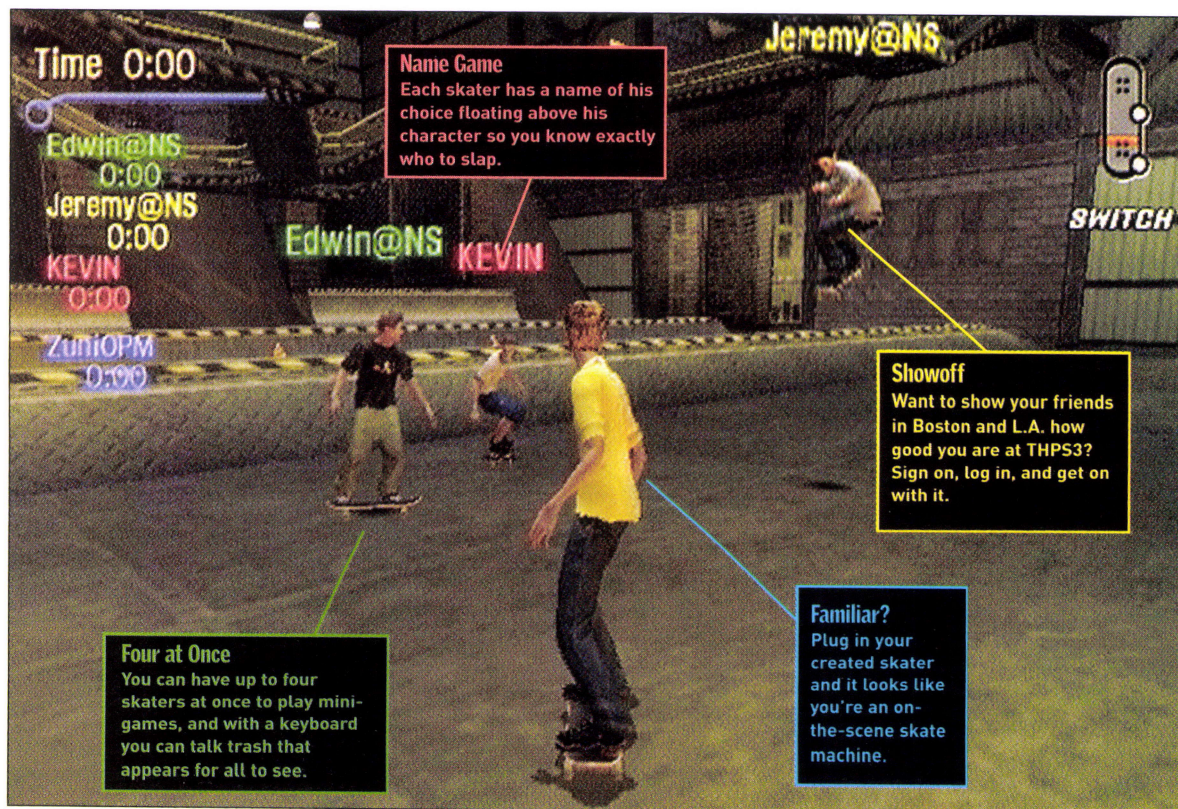 Time 0:00
Edwin@NS
0:00
Jeremy@NS
0:00
KEVIN
0:00
ZuniOPM
0:00
Name Game
Each skater has a name of his
choice floating above his
character so you know exactly
who to slap.
Jeremy@NS
SWITCH
Edwin@NS
KEVIN
Showoff
Want to show your friends
in Boston and L.A. how
good you are at THPS3?
Sign on, log in, and get on
with it.
Four at Once
You can have up to four
skaters at once to play mini-
games, and with a keyboard
you can talk trash that
appears for all to see.
Familiar?
Plug in your
created skater
and it looks like
you're an on-
the-scene skate
machine.